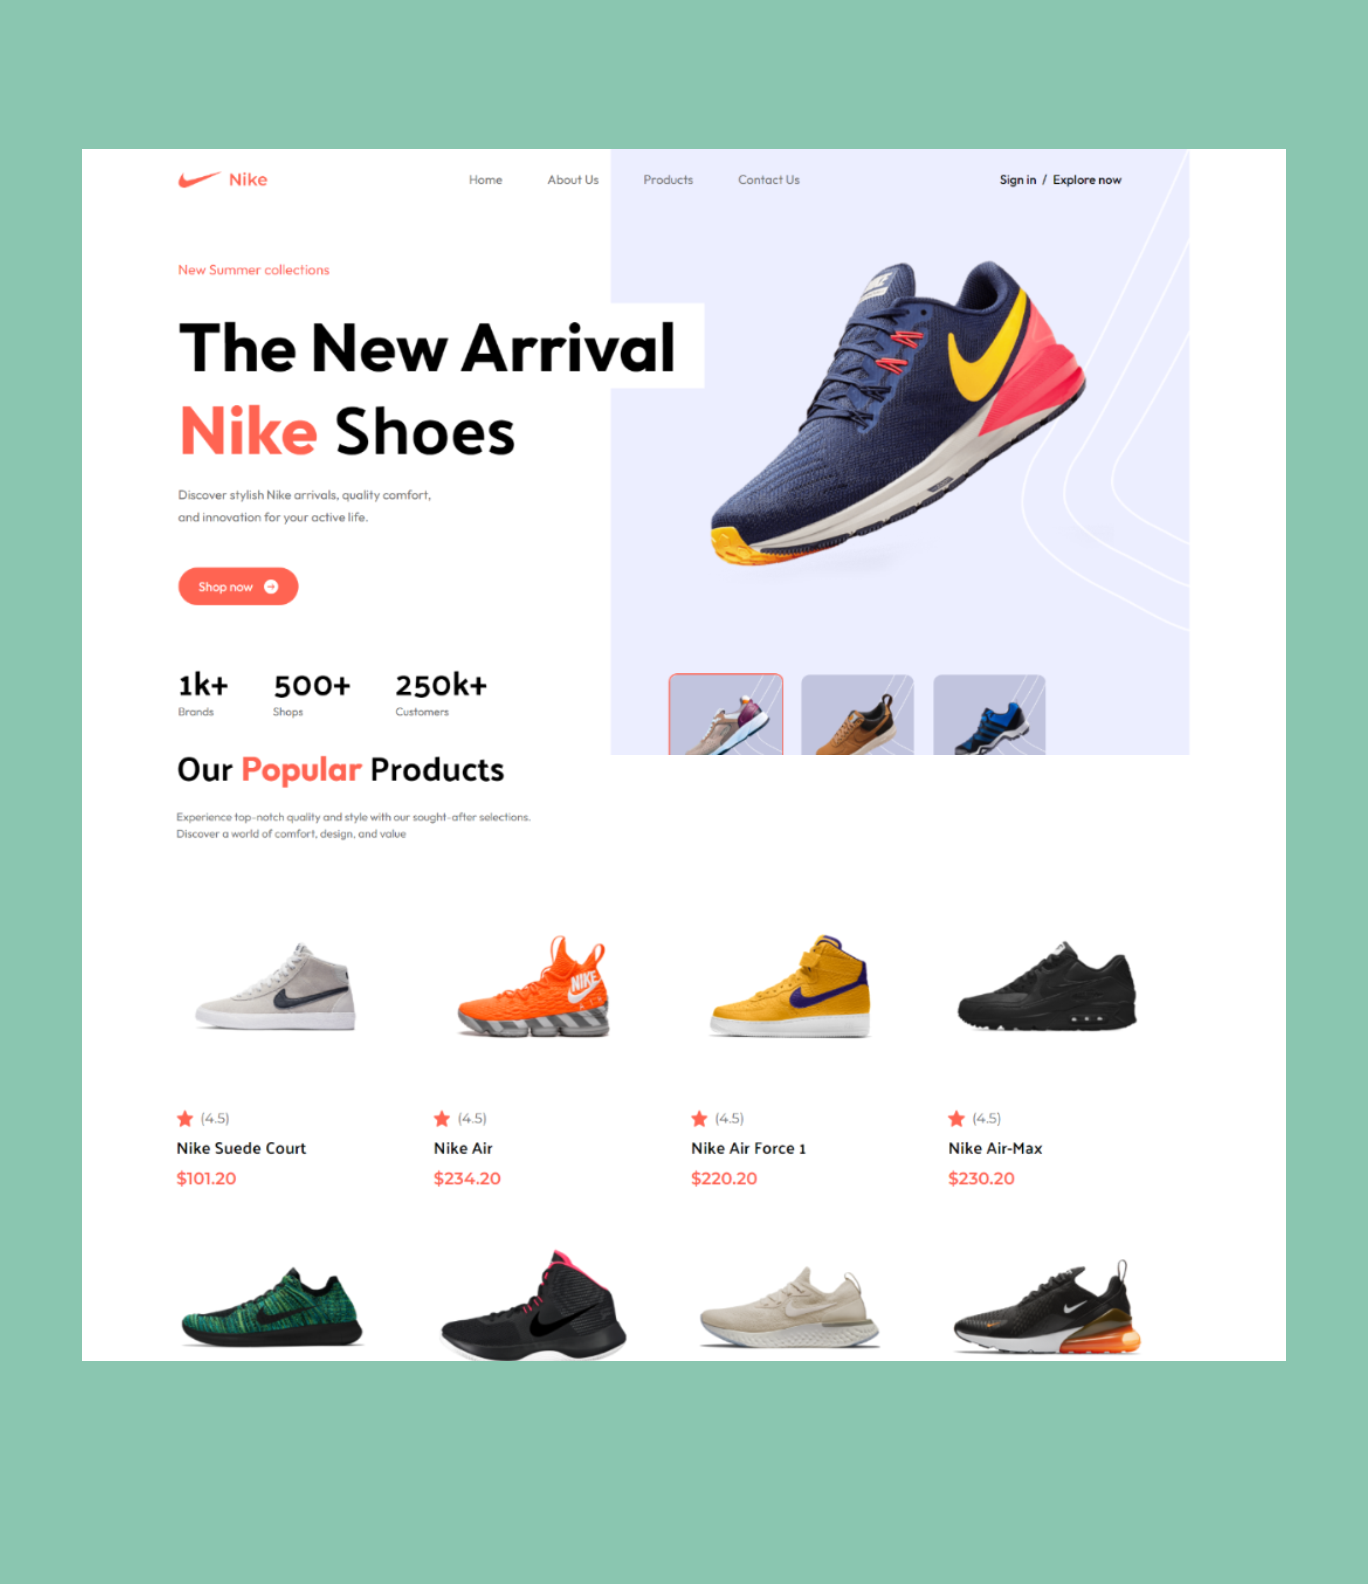 Nike
Home
About Us
Products
Contact Us
Sign in / Explore now
New Summer collections
The New Arrival
Nike Shoes
Discover stylish Nike arrivals, quality comfort,
and innovation for your active life.
Shop now
1k+
Brands
500+
Shops
250k+
Customers
Our Popular Products
Experience top-notch quality and style with our sought-after selections.
Discover a world of comfort, design, and value
NIKE
(4.5)
Nike Suede Court
$101.20
(4.5)
Nike Air
$234.20
(4.5)
Nike Air Force 1
$220.20
(4.5)
Nike Air-Max
$230.20